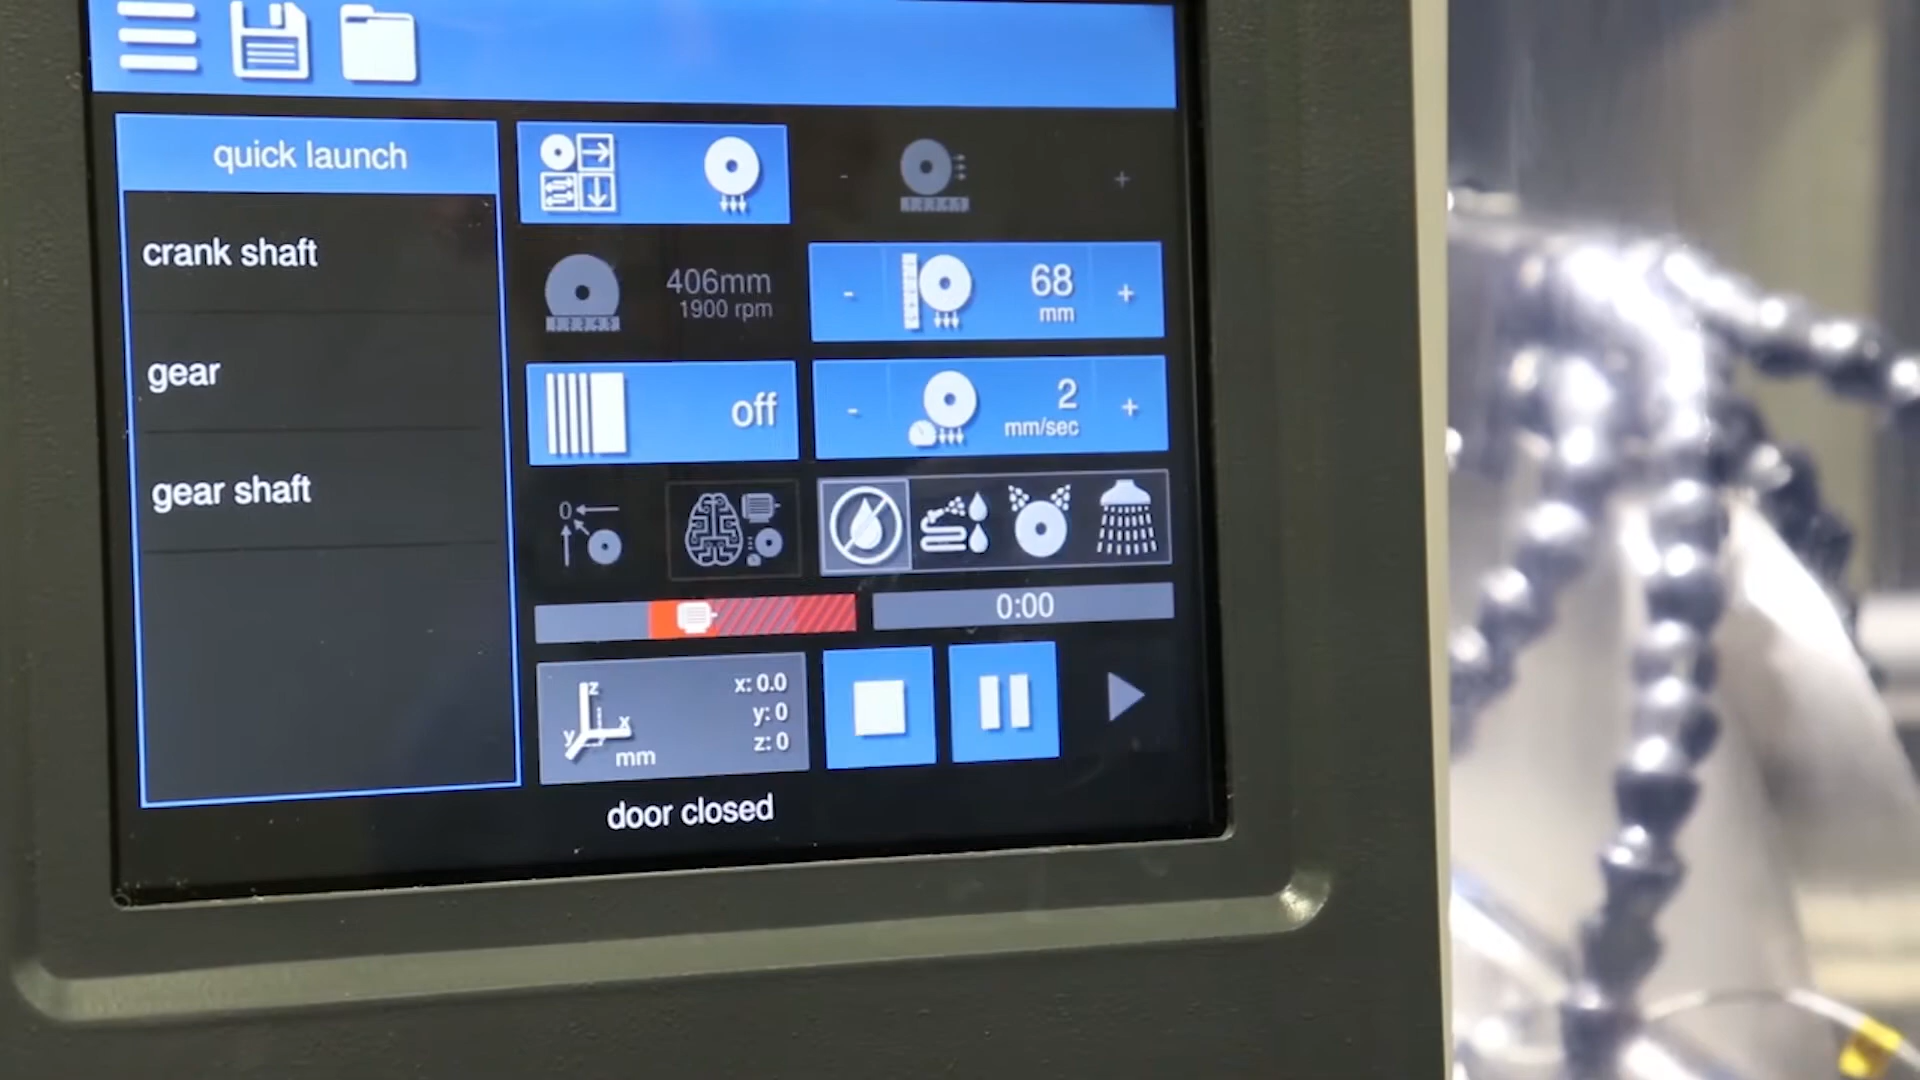 quick launch
crank shaft
gear
gear shaft
- +
406mm
1900 rpm
- 68 mm +
off
- 2 mm/sec +
0
0:00
z
y x
mm
x: 0.0
y: 0
z: 0
door closed